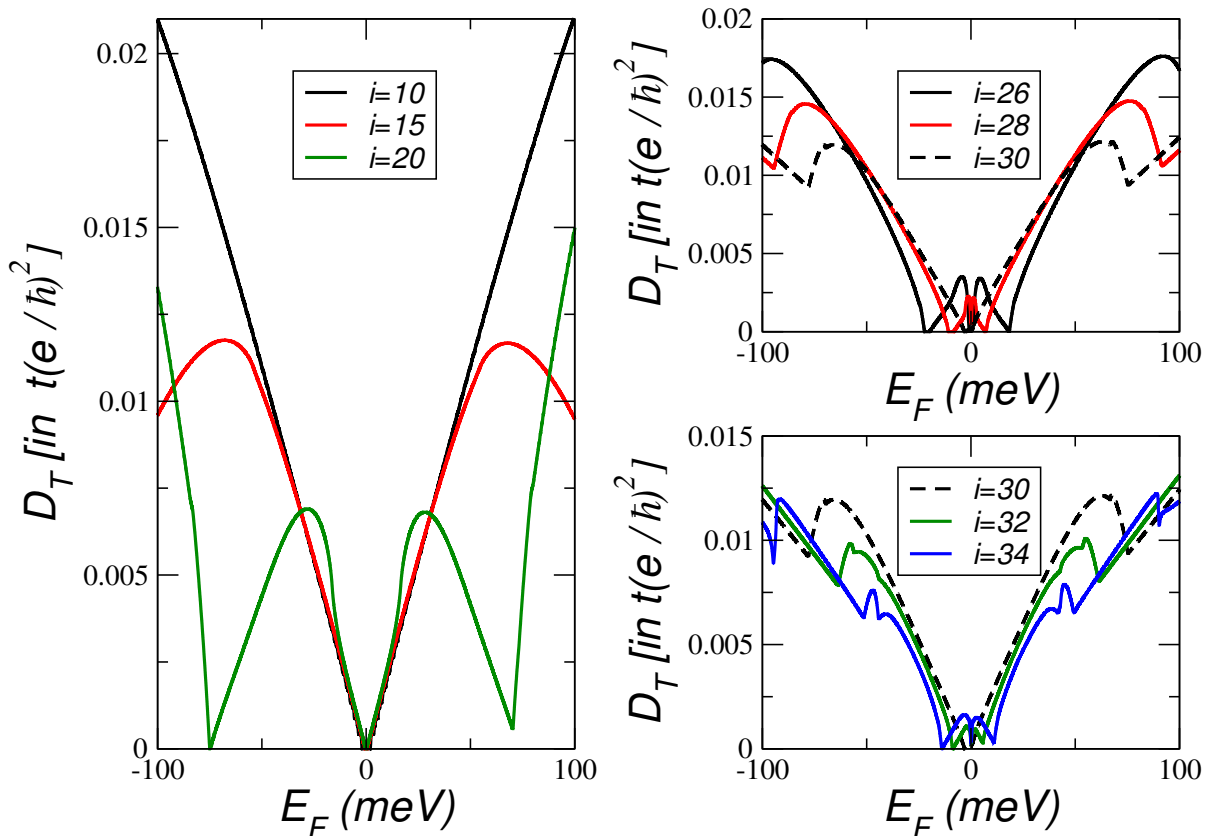 D_T [in t(e / ħ)^2]
0.02
0.015
0.01
0.005
0
i=10
i=15
i=20
-100
0
100
E_F (meV)
D_T [in t(e / ħ)^2]
0.02
0.015
0.01
0.005
0
i=26
i=28
i=30
-100
0
100
E_F (meV)
D_T [in t(e / ħ)^2]
0.015
0.01
0.005
0
i=30
i=32
i=34
-100
0
100
E_F (meV)